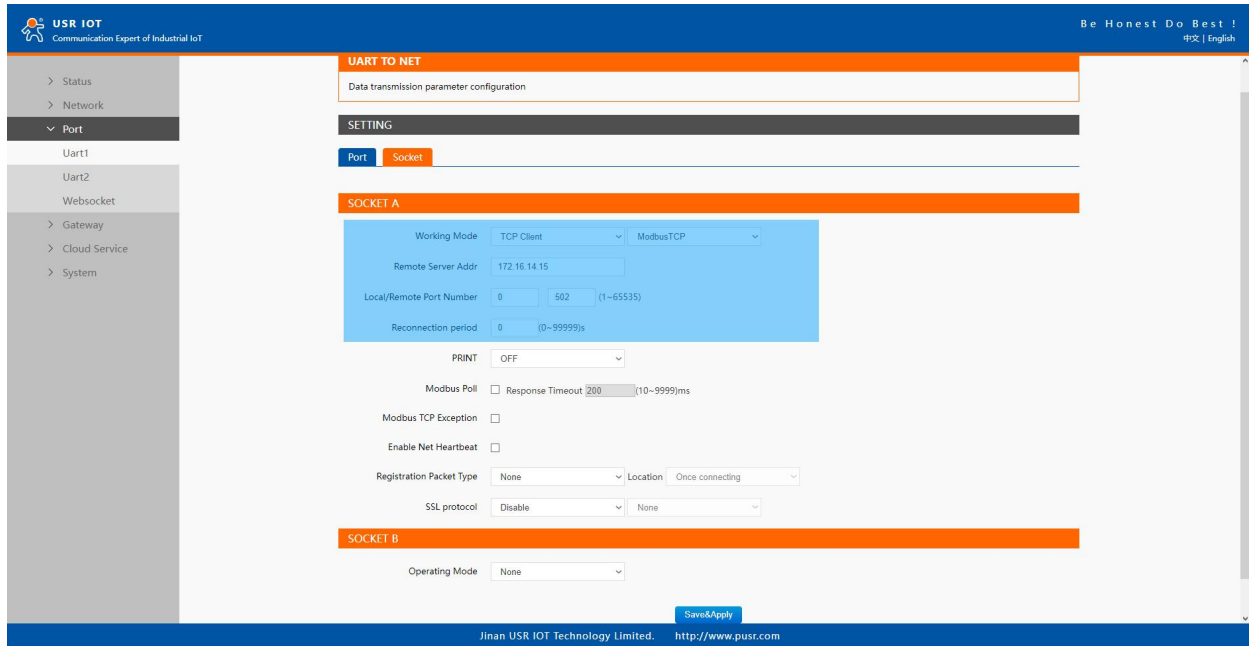 USR IOT
Communication Expert of Industrial IoT
Be Honest Do Best !
中文 | English
Status
Network
Port
Uart1
Uart2
Websocket
Gateway
Cloud Service
System
UART TO NET
Data transmission parameter configuration
SETTING
Port Socket
SOCKET A
Working Mode TCP Client ModbusTCP
Remote Server Addr 172.16.14.15
Local/Remote Port Number 0 502 (1~65535)
Reconnection period 0 (0~99999)s
PRINT OFF
Modbus Poll Response Timeout 200 (10~9999)ms
Modbus TCP Exception
Enable Net Heartbeat
Registration Packet Type None Location Once connecting
SSL protocol Disable None
SOCKET B
Operating Mode None
Save&Apply
Jinan USR IOT Technology Limited. http://www.pusr.com